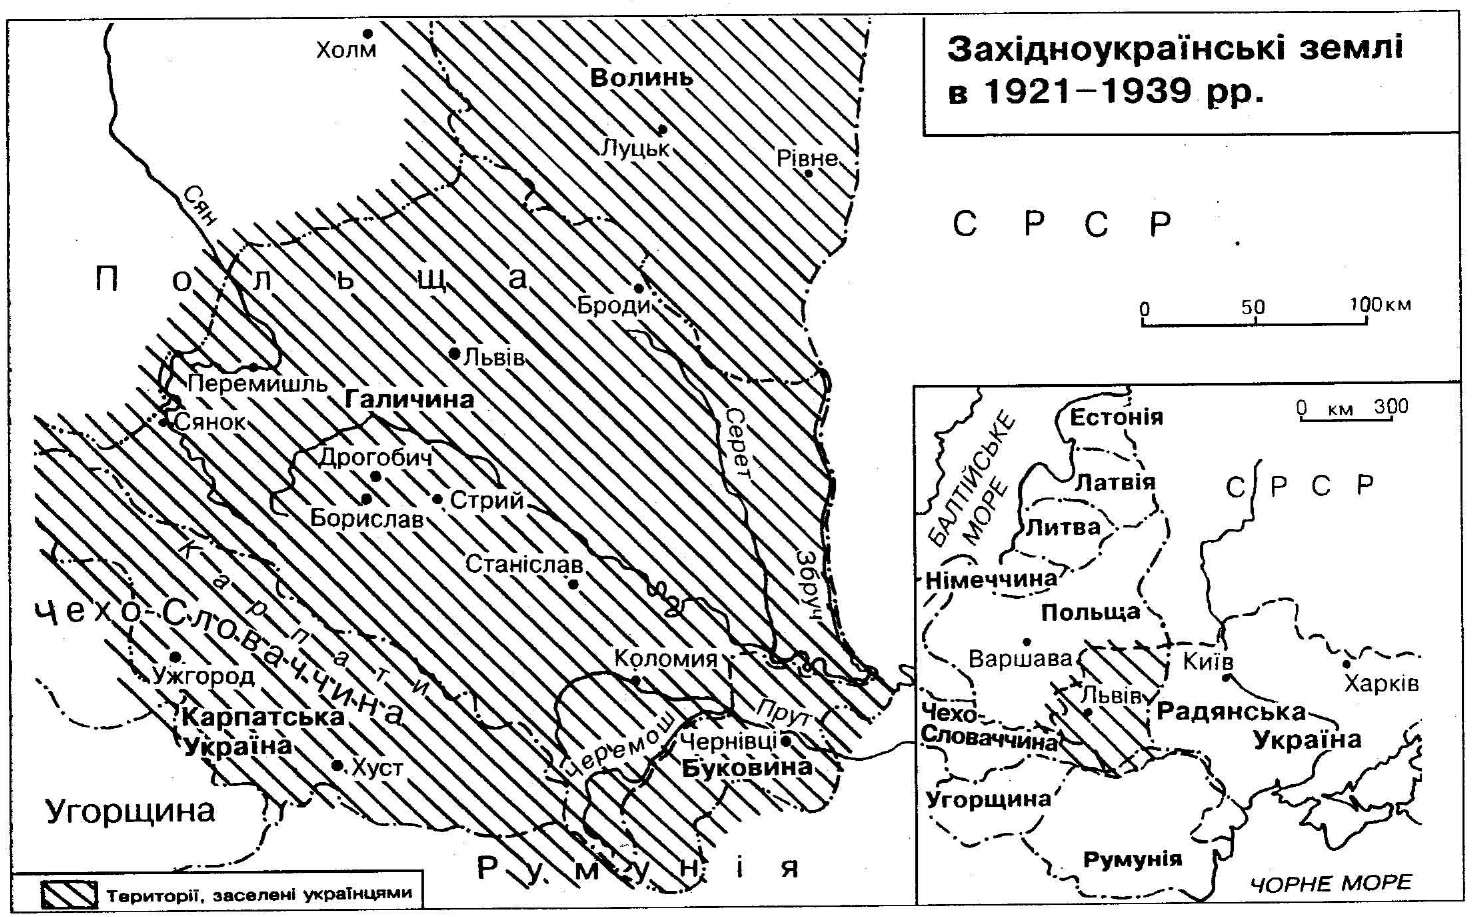 Західноукраїнські землі
в 1921–1939 рр.
Холм
Волинь
Луцьк
Рівне
Сян
С Р С Р
Польща
Броди
0 50 100 км
Львів
Перемишль
Галичина
Сянок
Серет
Дрогобич
Стрий
Борислав
Станіслав
Збруч
Карпати
Чехо-Словаччина
Ужгород
Коломия
Прут
Черемош
Чернівці
Буковина
Карпатська
Україна
Хуст
Угорщина
Румунія
Території, заселені українцями
0 км 300
Естонія
БАЛТІЙСЬКЕ
МОРЕ
Латвія
С Р С Р
Литва
Німеччина
Польща
Варшава
Київ
Харків
Львів
Чехо-
Словаччина
Радянська
Україна
Угорщина
Румунія
ЧОРНЕ МОРЕ